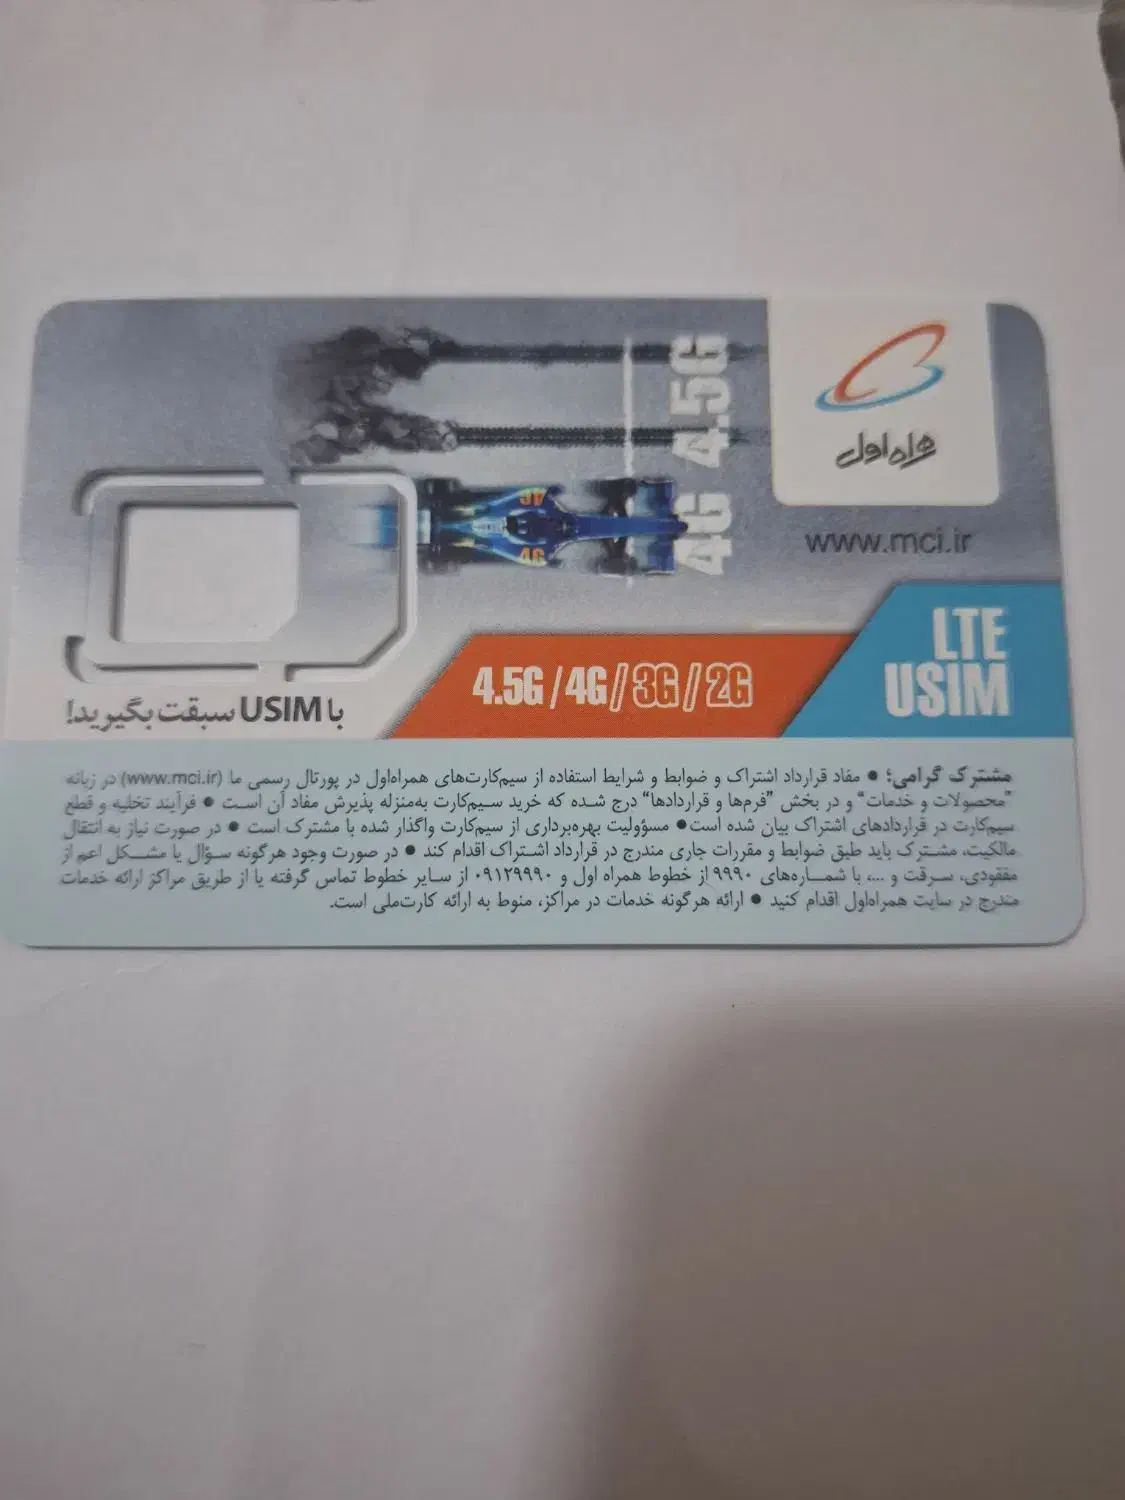 4G 4.5G
همراه اول
www.mci.ir
4G
4G
LTE
USIM
4.5G / 4G / 3G / 2G
با USIM سبقت بگیرید!
مشترک گرامی؛ • مفاد قرارداد اشتراک و ضوابط و شرایط استفاده از سیم‌کارت‌های همراه‌اول در پورتال رسمی ما (www.mci.ir) در زبانه
"محصولات و خدمات" و در بخش "فرم‌ها و قراردادها" درج شده که خرید سیم‌کارت به‌منزله پذیرش مفاد آن است • فرآیند تخلیه و قطع
سیم‌کارت در قراردادهای اشتراک بیان شده است • مسؤولیت بهره‌برداری از سیم‌کارت واگذار شده با مشترک است • در صورت نیاز به انتقال
مالکیت، مشترک باید طبق ضوابط و مقررات جاری مندرج در قرارداد اشتراک اقدام کند • در صورت وجود هرگونه سؤال یا مشکل اعم از
مفقودی، سرقت و ...، با شماره‌های ۹۹۹۰ از خطوط همراه اول و ۰۹۱۲۹۹۹۰ از سایر خطوط تماس گرفته یا از طریق مراکز ارائه خدمات
مندرج در سایت همراه‌اول اقدام کنید • ارائه هرگونه خدمات در مراکز، منوط به ارائه کارت‌ملی است.